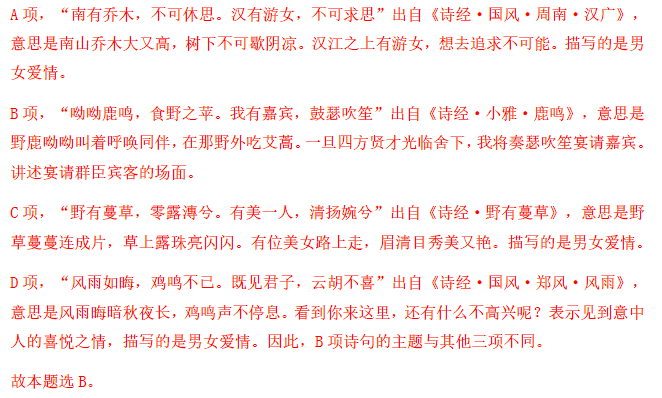 A 项，“南有乔木，不可休思。汉有游女，不可求思”出自《诗经·国风·周南·汉广》，
意思是南山乔木大又高，树下不可歇阴凉。汉江之上有游女，想去追求不可能。描写的是男
女爱情。
B 项，“呦呦鹿鸣，食野之苹。我有嘉宾，鼓瑟吹笙”出自《诗经·小雅·鹿鸣》，意思是
野鹿呦呦叫着呼唤同伴，在那野外吃艾蒿。一旦四方贤才光临舍下，我将奏瑟吹笙宴请嘉宾。
讲述宴请群臣宾客的场面。
C 项，“野有蔓草，零露漙兮。有美一人，清扬婉兮”出自《诗经·野有蔓草》，意思是野
草蔓蔓连成片，草上露珠亮闪闪。有位美女路上走，眉清目秀美又艳。描写的是男女爱情。
D 项，“风雨如晦，鸡鸣不已。既见君子，云胡不喜”出自《诗经·国风·郑风·风雨》，
意思是风雨晦暗秋夜长，鸡鸣声不停息。看到你来这里，还有什么不高兴呢？表示见到意中
人的喜悦之情，描写的是男女爱情。因此，B 项诗句的主题与其他三项不同。
故本题选 B。